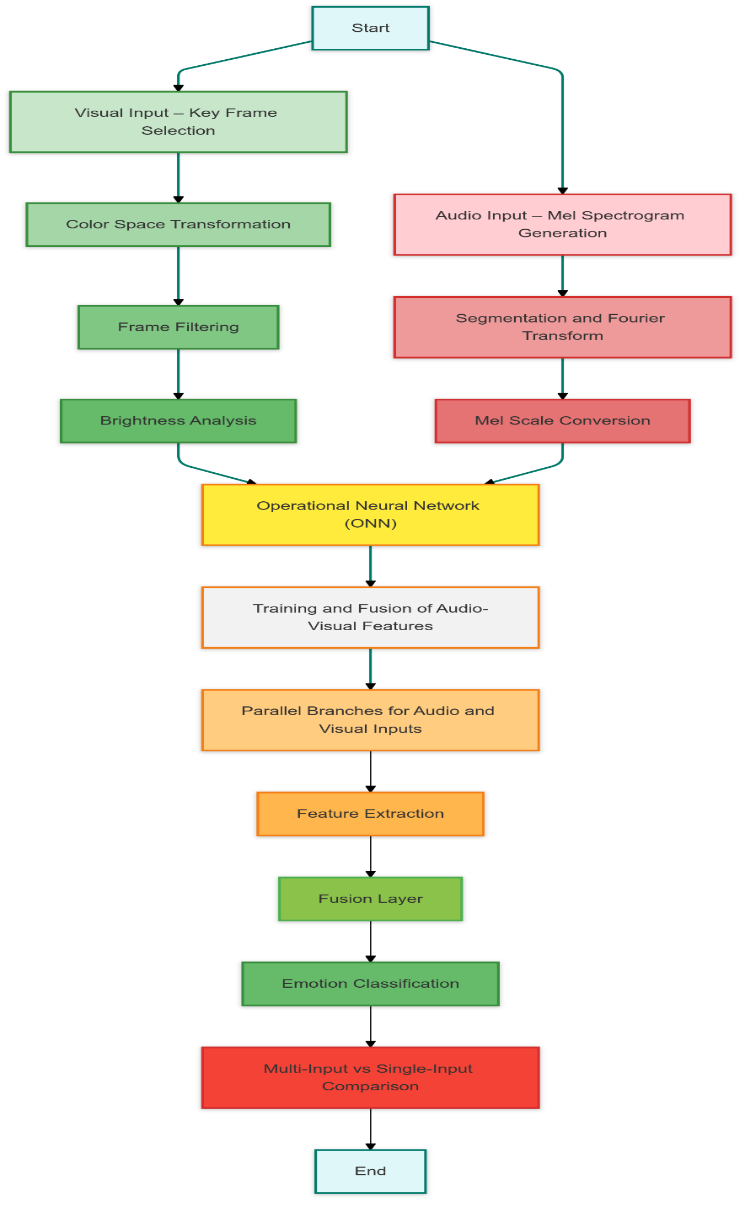 Start
Visual Input – Key Frame
Selection
Color Space Transformation
Audio Input – Mel Spectrogram
Generation
Frame Filtering
Segmentation and Fourier
Transform
Brightness Analysis
Mel Scale Conversion
Operational Neural Network
(ONN)
Training and Fusion of Audio-
Visual Features
Parallel Branches for Audio and
Visual Inputs
Feature Extraction
Fusion Layer
Emotion Classification
Multi-Input vs Single-Input
Comparison
End